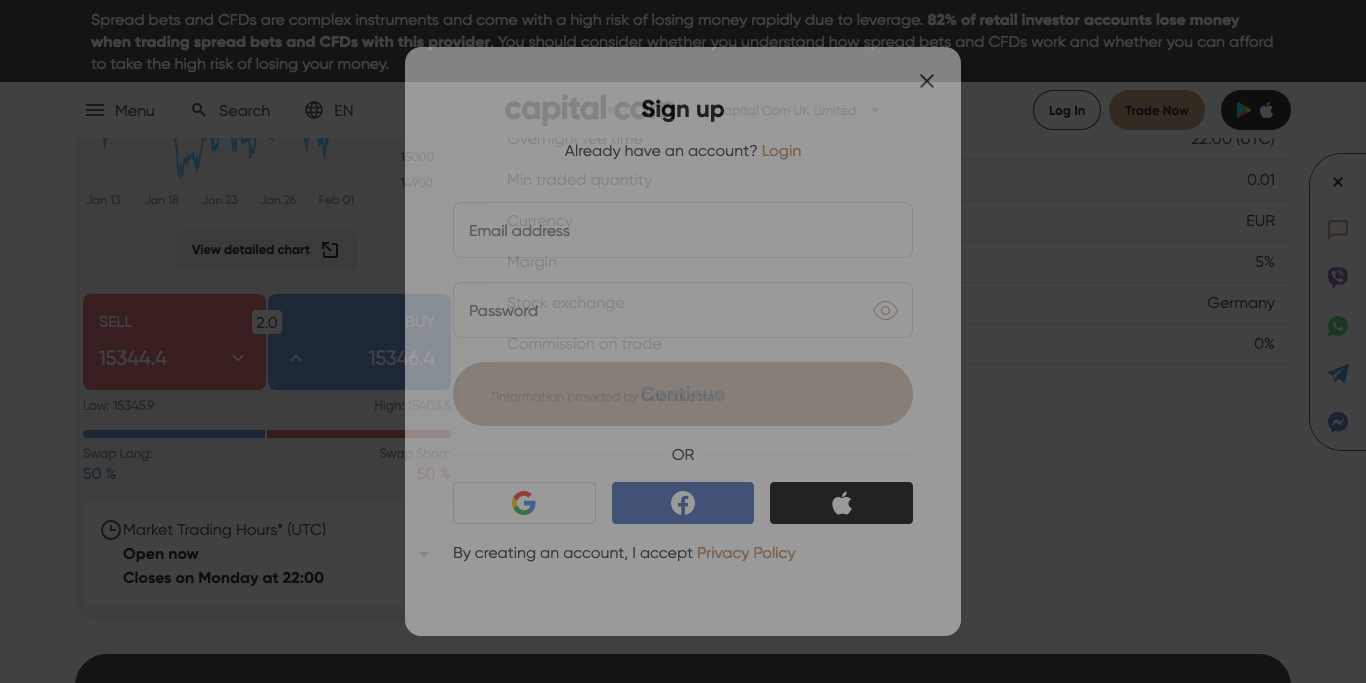 Spread bets and CFDs are complex instruments and come with a high risk of losing money rapidly due to leverage. 82% of retail investor accounts lose money
when trading spread bets and CFDs with this provider. You should consider whether you understand how spread bets and CFDs work and whether you can afford
to take the high risk of losing your money.
Menu
Search
EN
capital.com
Capital Com UK Limited
Log In
Trade Now
Sign up
Already have an account? Login
Overnight fee time
22:00 (UTC)
15000
14900
Jan 13
Jan 18
Jan 23
Jan 26
Feb 01
Min traded quantity
0.01
Currency
EUR
Email address
View detailed chart
Margin
5%
Stock exchange
Germany
Password
Commission on trade
0%
SELL
2.0
BUY
15344.4
15346.4
Continue
*Information provided by Capital.com
Low: 15345.9
High: 15403.5
Swap Long:
Swap Short:
50 %
50 %
OR
Market Trading Hours* (UTC)
Open now
Closes on Monday at 22:00
By creating an account, I accept Privacy Policy